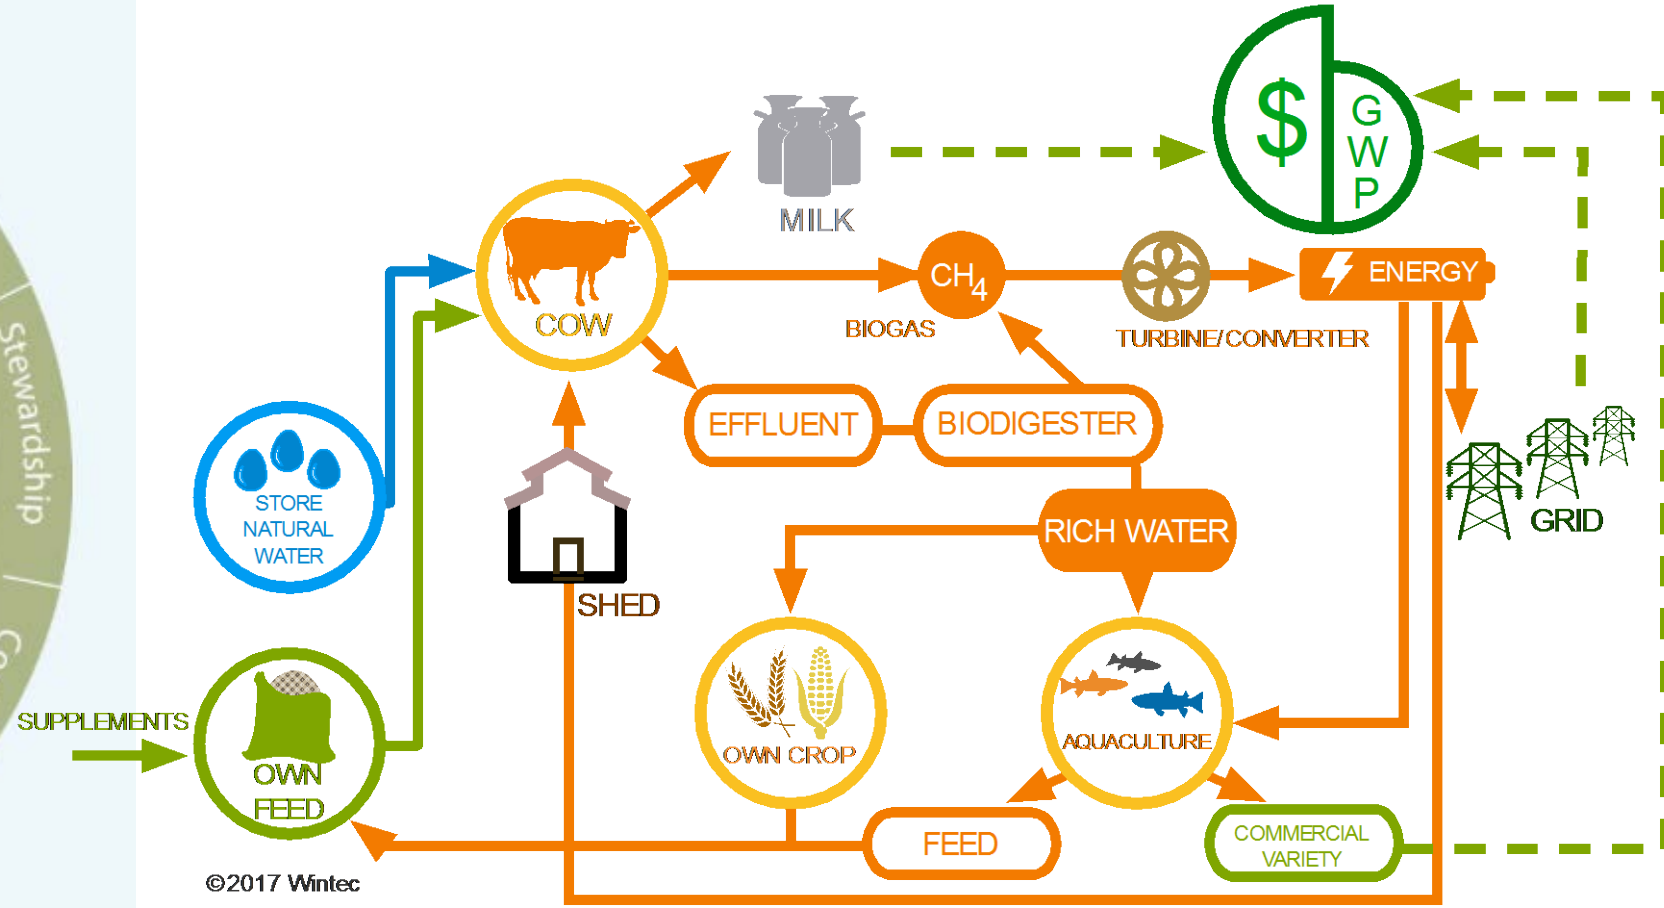 Stewardship
$
G
W
P
MILK
COW
CH4
BIOGAS
TURBINE/CONVERTER
ENERGY
EFFLUENT
BIODIGESTER
STORE
NATURAL
WATER
RICH WATER
GRID
SHED
SUPPLEMENTS
OWN
FEED
OWN CROP
AQUACULTURE
FEED
COMMERCIAL
VARIETY
©2017 Wintec